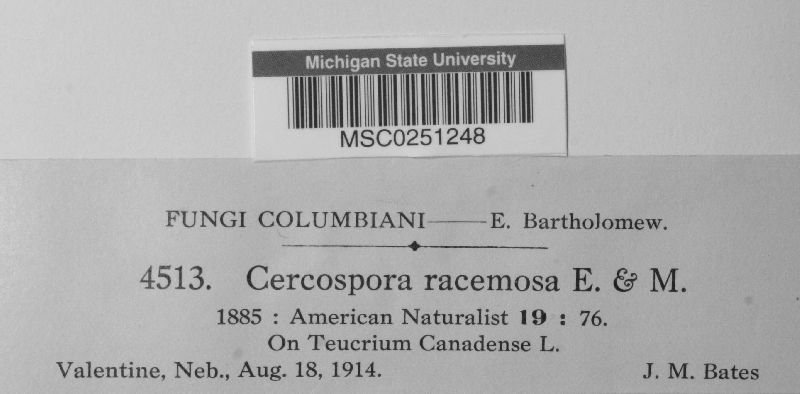 Michigan State University
MSC0251248
FUNGI COLUMBIANI——E. Bartholomew.
4513. Cercospora racemosa E. & M.
1885 : American Naturalist 19 : 76.
On Teucrium Canadense L.
Valentine, Neb., Aug. 18, 1914. J. M. Bates